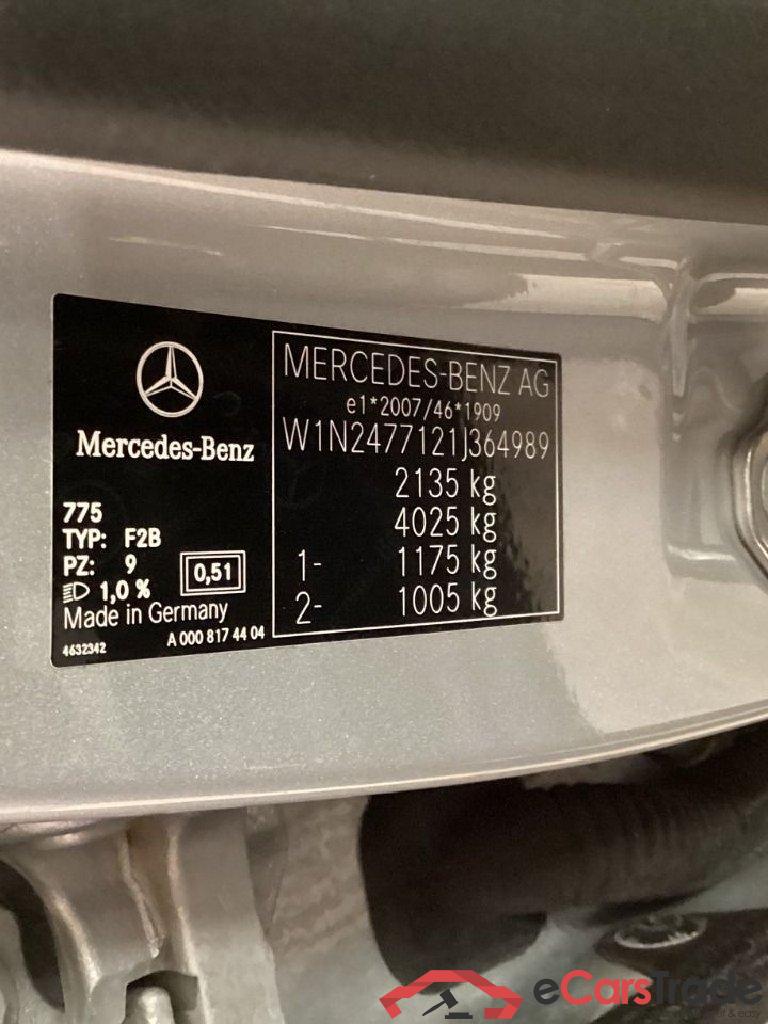 Mercedes-Benz
775
TYP: F2B
PZ: 9
1,0 %
0,51
Made in Germany
4632342
A 000 817 44 04
MERCEDES-BENZ AG
e1*2007/46*1909
W1N2477121J364989
2135 kg
4025 kg
1- 1175 kg
2- 1005 kg
eCarsTrade
& easy